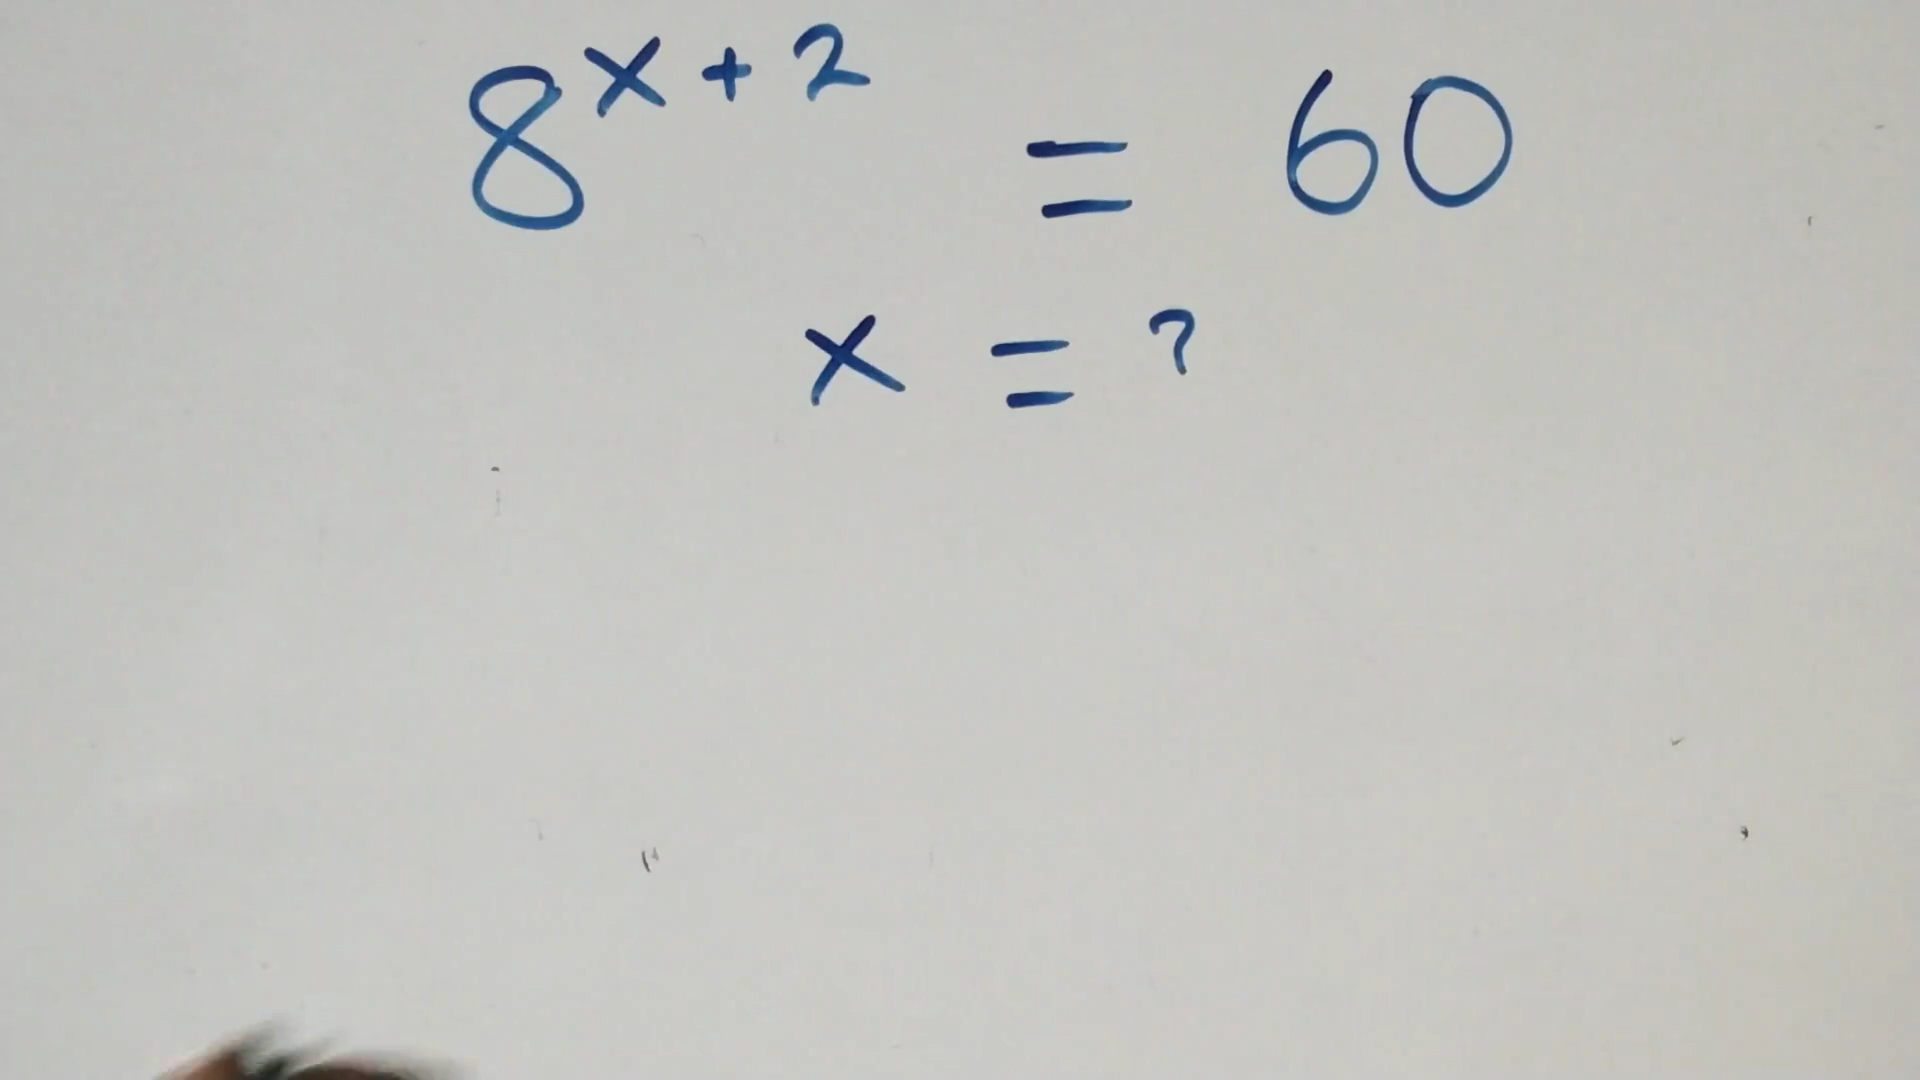 8^{x+2} = 60
x = ?